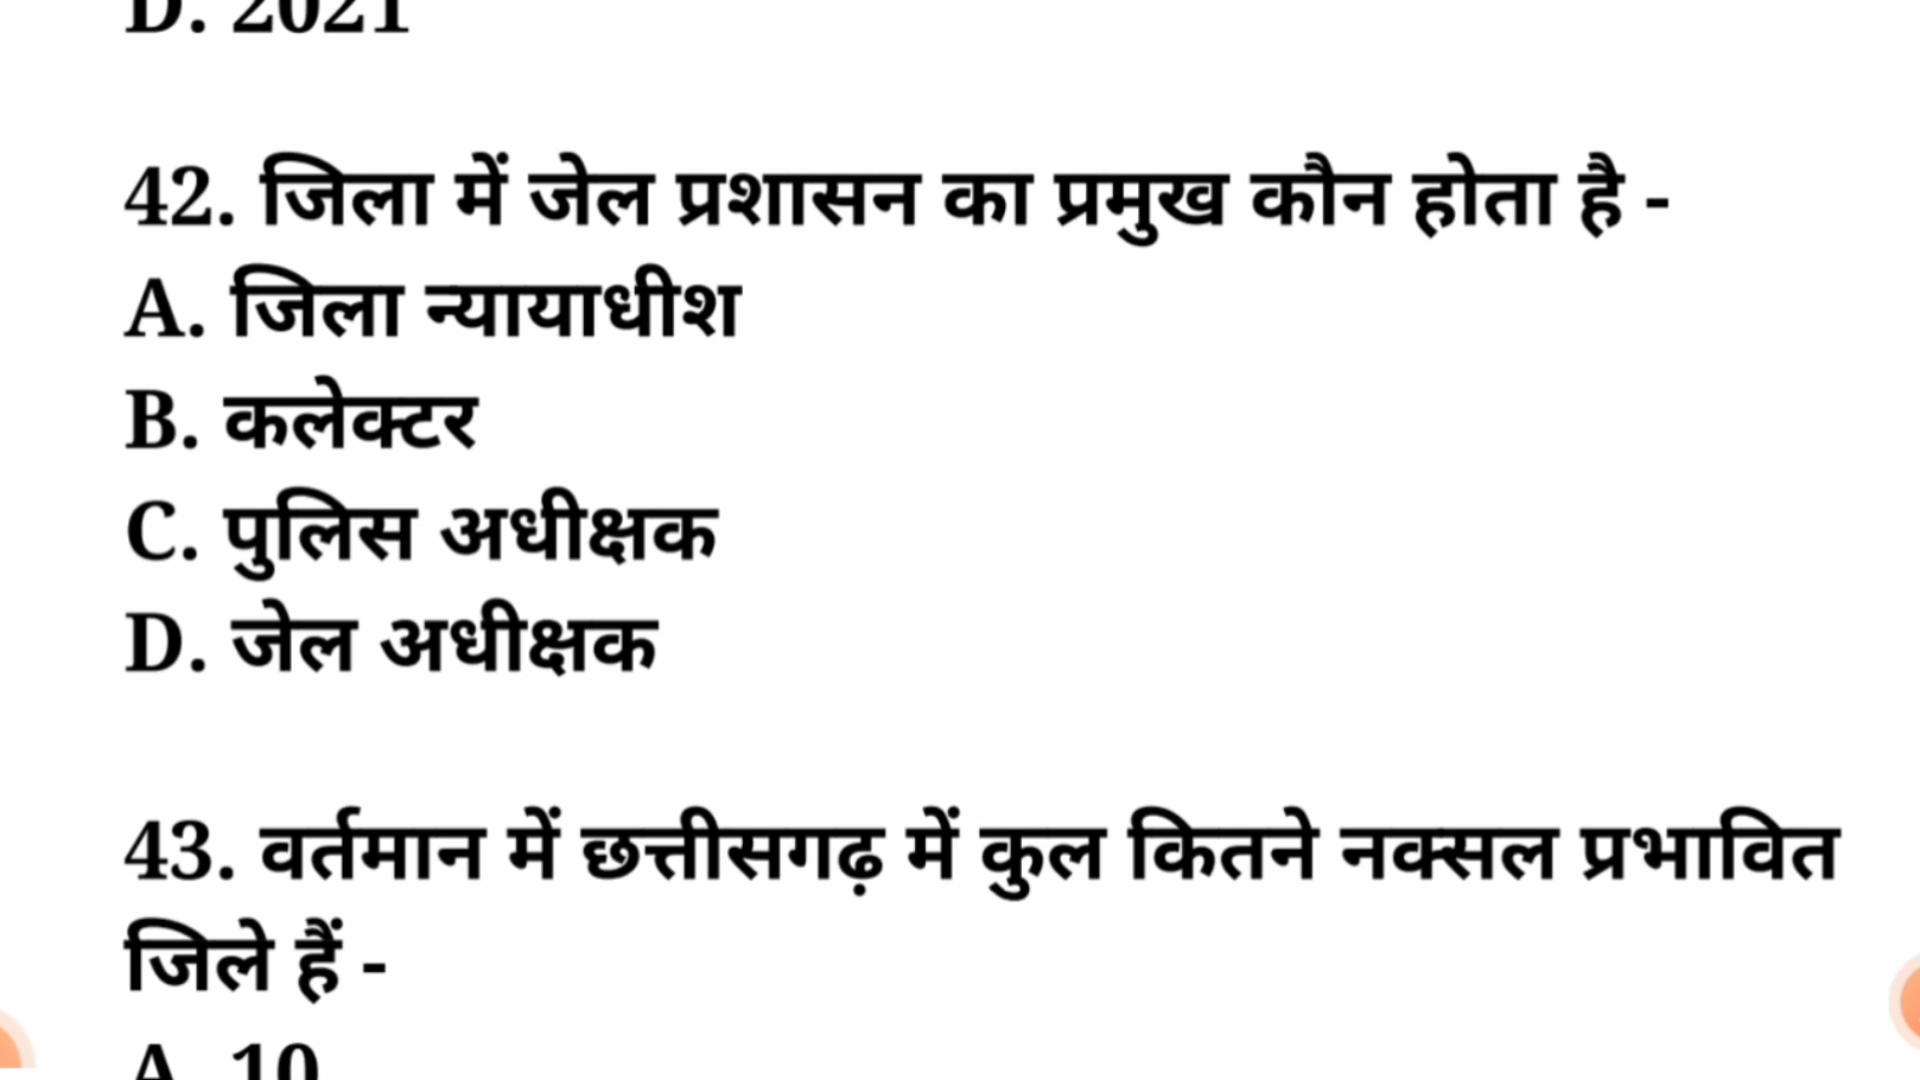 D. 2021
42. जिला में जेल प्रशासन का प्रमुख कौन होता है -
A. जिला न्यायाधीश
B. कलेक्टर
C. पुलिस अधीक्षक
D. जेल अधीक्षक
43. वर्तमान में छत्तीसगढ़ में कुल कितने नक्सल प्रभावित
जिले हैं -
A. 10